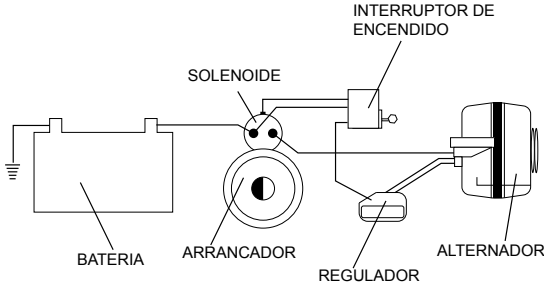 INTERRUPTOR DE
ENCENDIDO
SOLENOIDE
BATERIA
ARRANCADOR
REGULADOR
ALTERNADOR